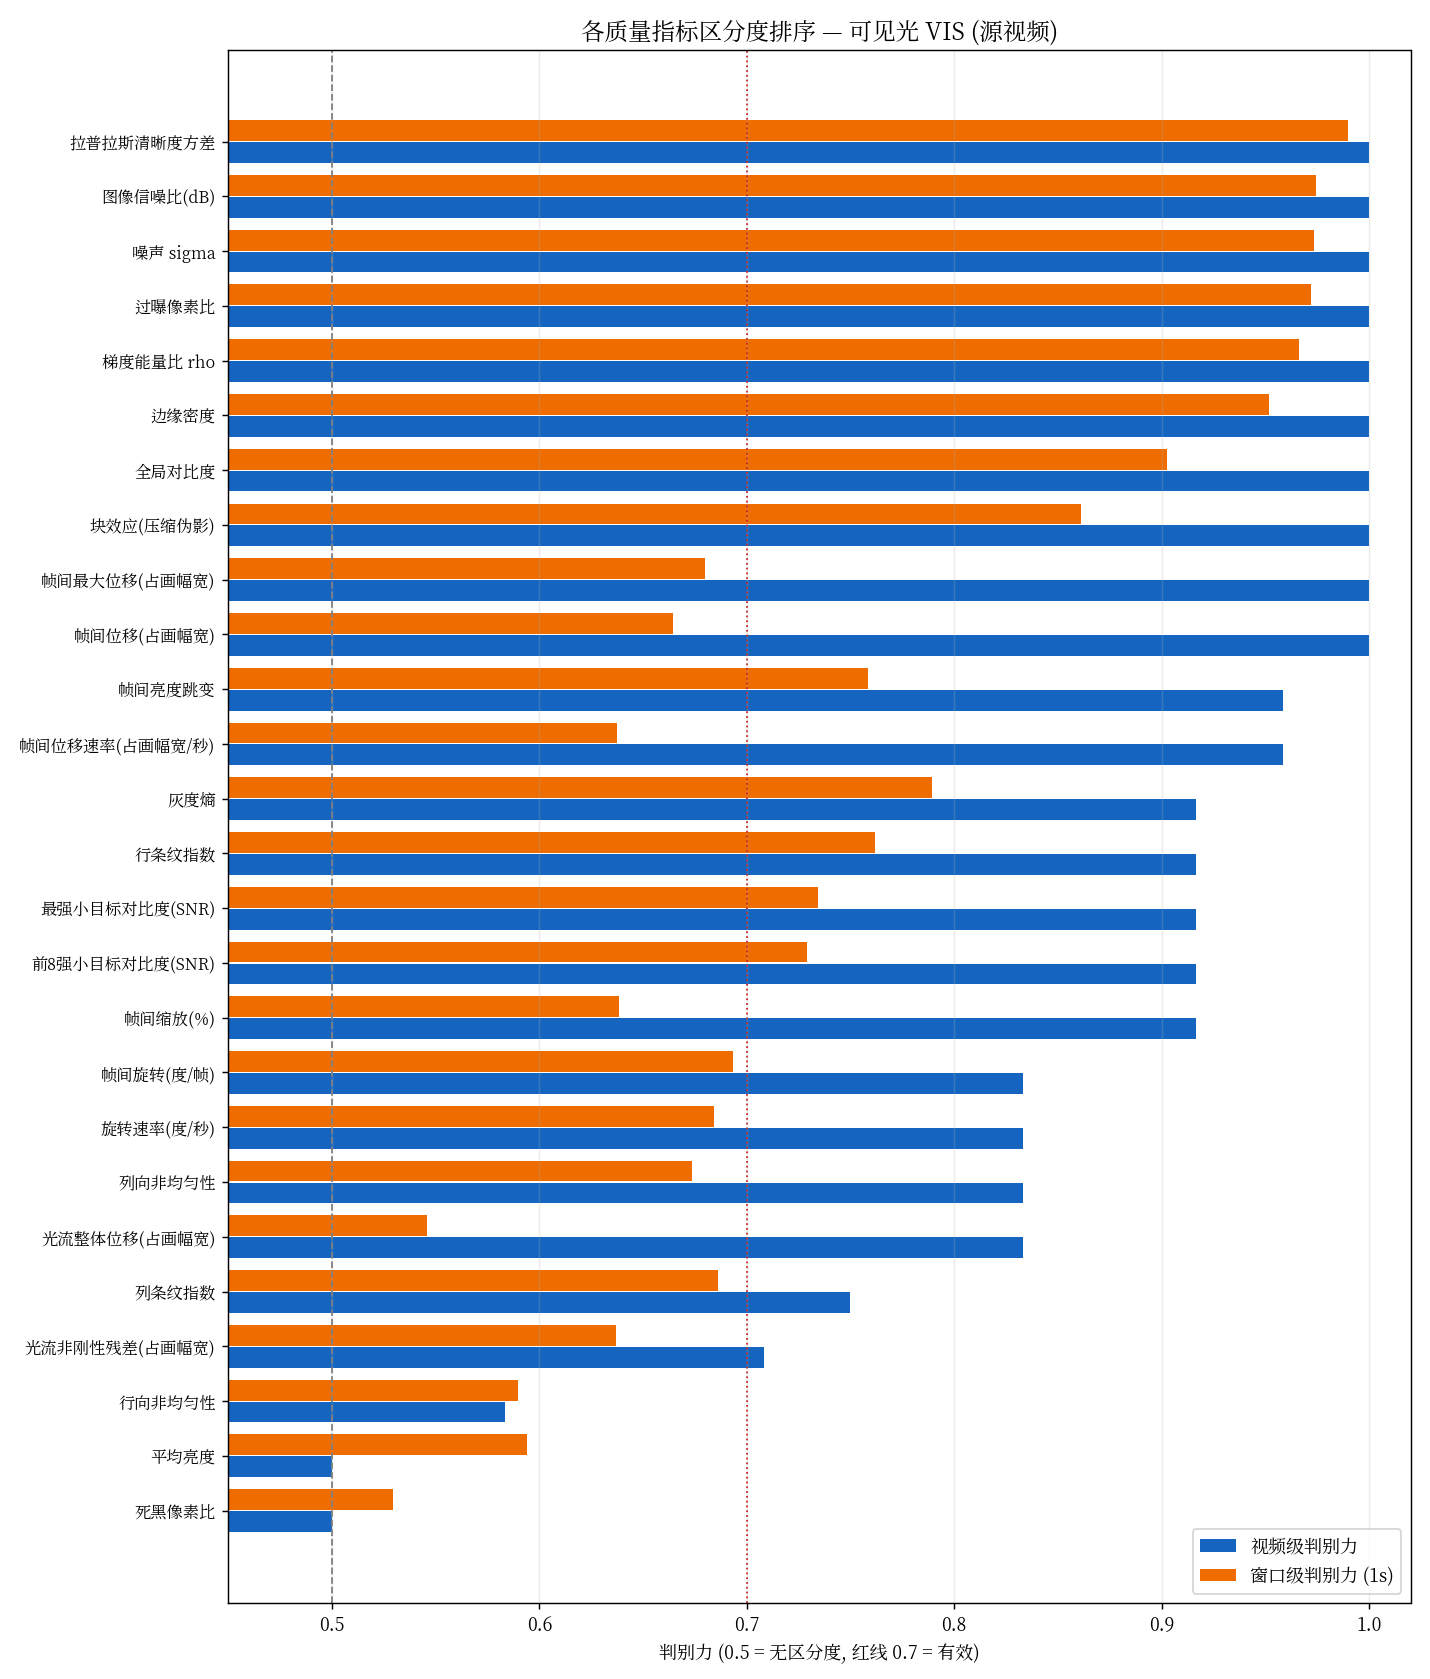 各质量指标区分度排序 — 可见光 VIS (源视频)
拉普拉斯清晰度方差
图像信噪比(dB)
噪声 sigma
过曝像素比
梯度能量比 rho
边缘密度
全局对比度
块效应(压缩伪影)
帧间最大位移(占画幅宽)
帧间位移(占画幅宽)
帧间亮度跳变
帧间位移速率(占画幅宽/秒)
灰度熵
行条纹指数
最强小目标对比度(SNR)
前8强小目标对比度(SNR)
帧间缩放(%)
帧间旋转(度/帧)
旋转速率(度/秒)
列向非均匀性
光流整体位移(占画幅宽)
列条纹指数
光流非刚性残差(占画幅宽)
行向非均匀性
平均亮度
死黑像素比
视频级判别力
窗口级判别力 (1s)
0.5 0.6 0.7 0.8 0.9 1.0
判别力 (0.5 = 无区分度, 红线 0.7 = 有效)